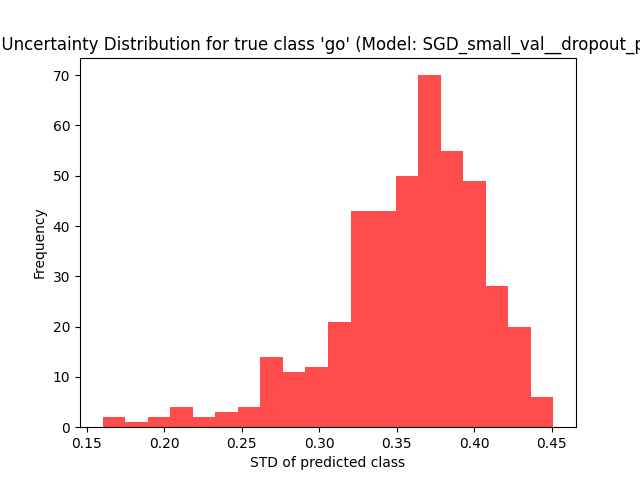 Uncertainty Distribution for true class 'go' (Model: SGD_small_val__dropout_p
70
60
50
40
30
20
10
0
Frequency
0.15 0.20 0.25 0.30 0.35 0.40 0.45
STD of predicted class